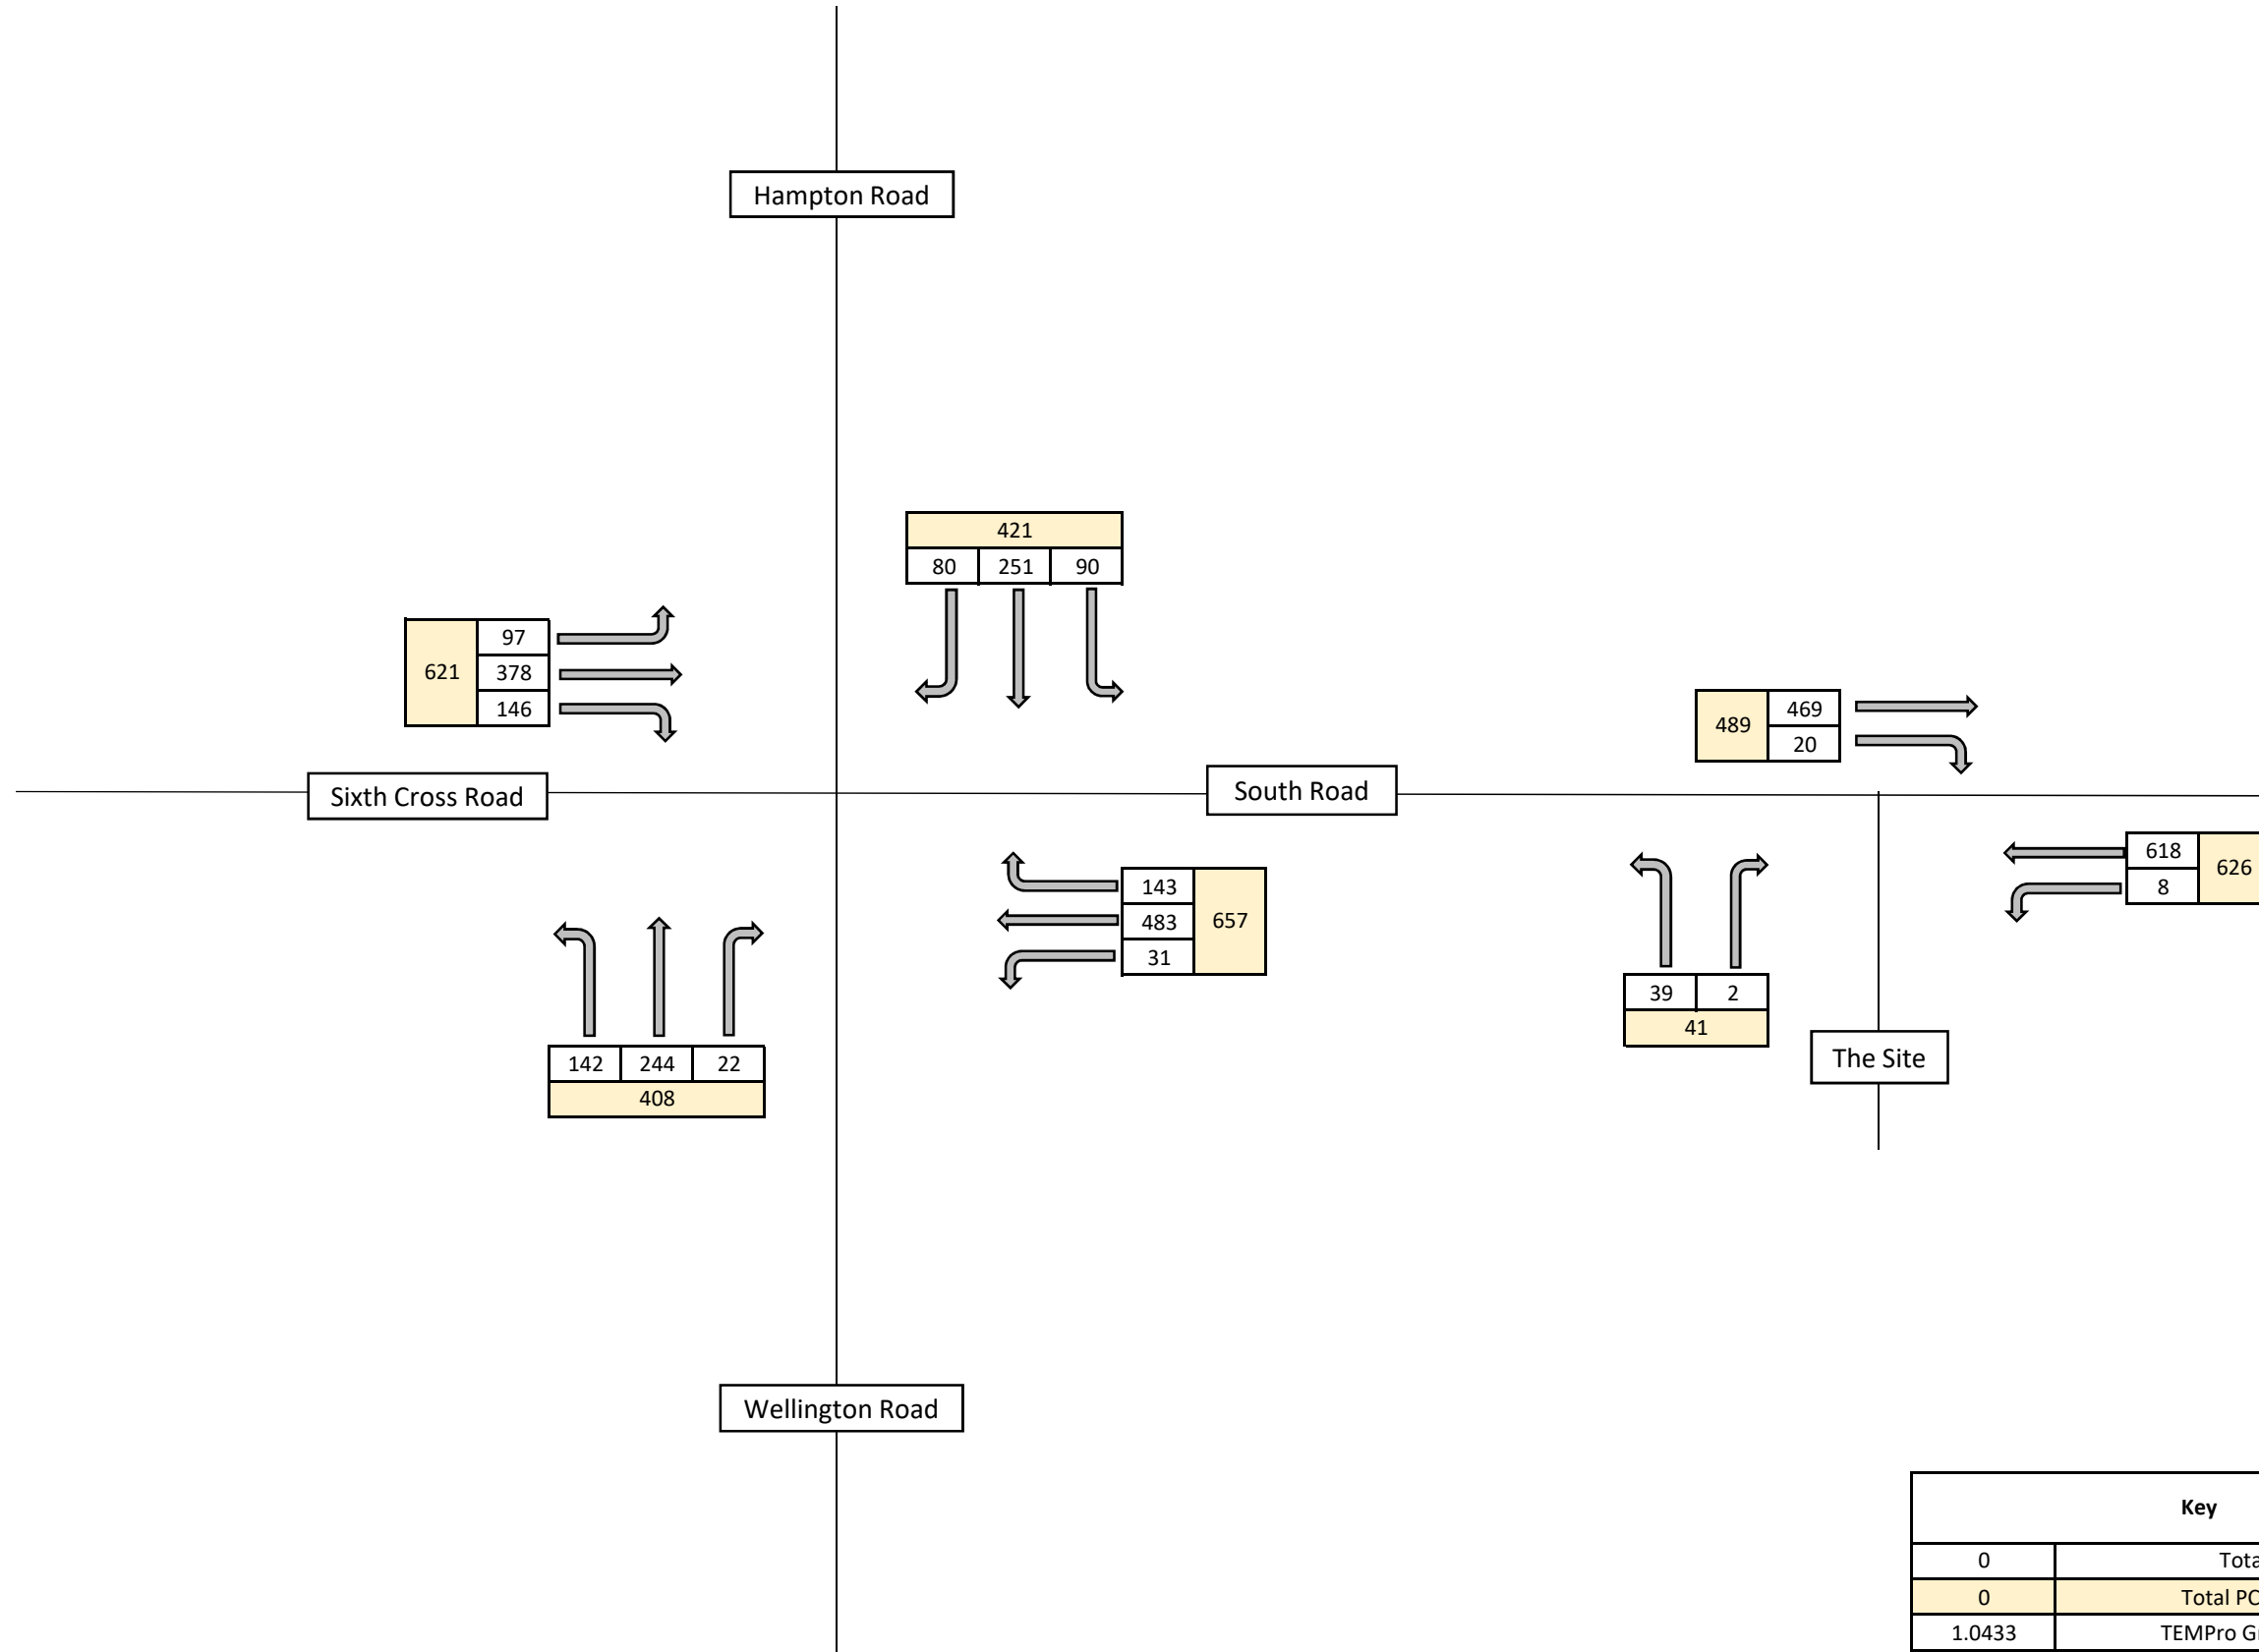 Hampton Road
421
80 251 90
97
621 378
146
489 469
20
Sixth Cross Road
South Road
618 626
8
143
483 657
31
39 2
41
142 244 22
408
The Site
Wellington Road
Key
0
0 Total
1.0433 TEMPro